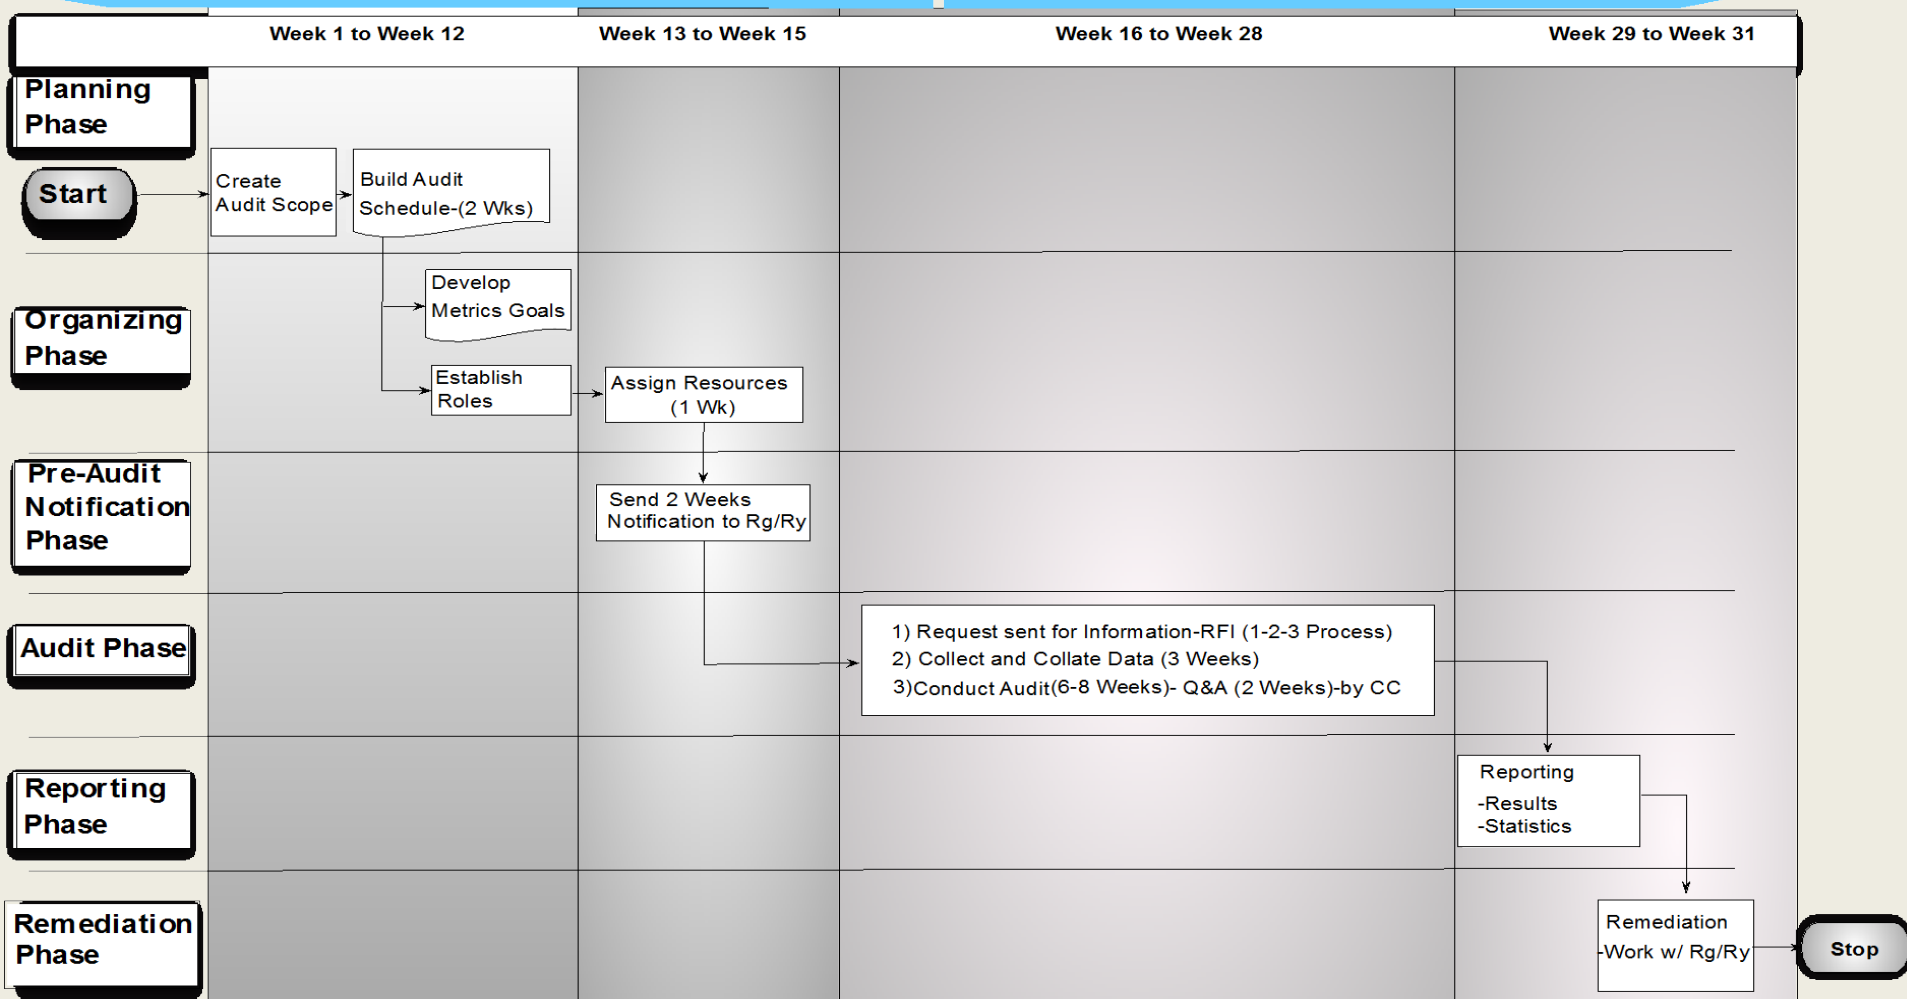 Week 1 to Week 12
Week 13 to Week 15
Week 16 to Week 28
Week 29 to Week 31
Planning
Phase
Start
Create
Audit Scope
Build Audit
Schedule-(2 Wks)
Organizing
Phase
Develop
Metrics Goals
Establish
Roles
Assign Resources
(1 Wk)
Pre-Audit
Notification
Phase
Send 2 Weeks
Notification to Rg/Ry
Audit Phase
1) Request sent for Information-RFI (1-2-3 Process)
2) Collect and Collate Data (3 Weeks)
3)Conduct Audit(6-8 Weeks)- Q&A (2 Weeks)-by CC
Reporting
Phase
Reporting
-Results
-Statistics
Remediation
Phase
Remediation
-Work w/ Rg/Ry
Stop